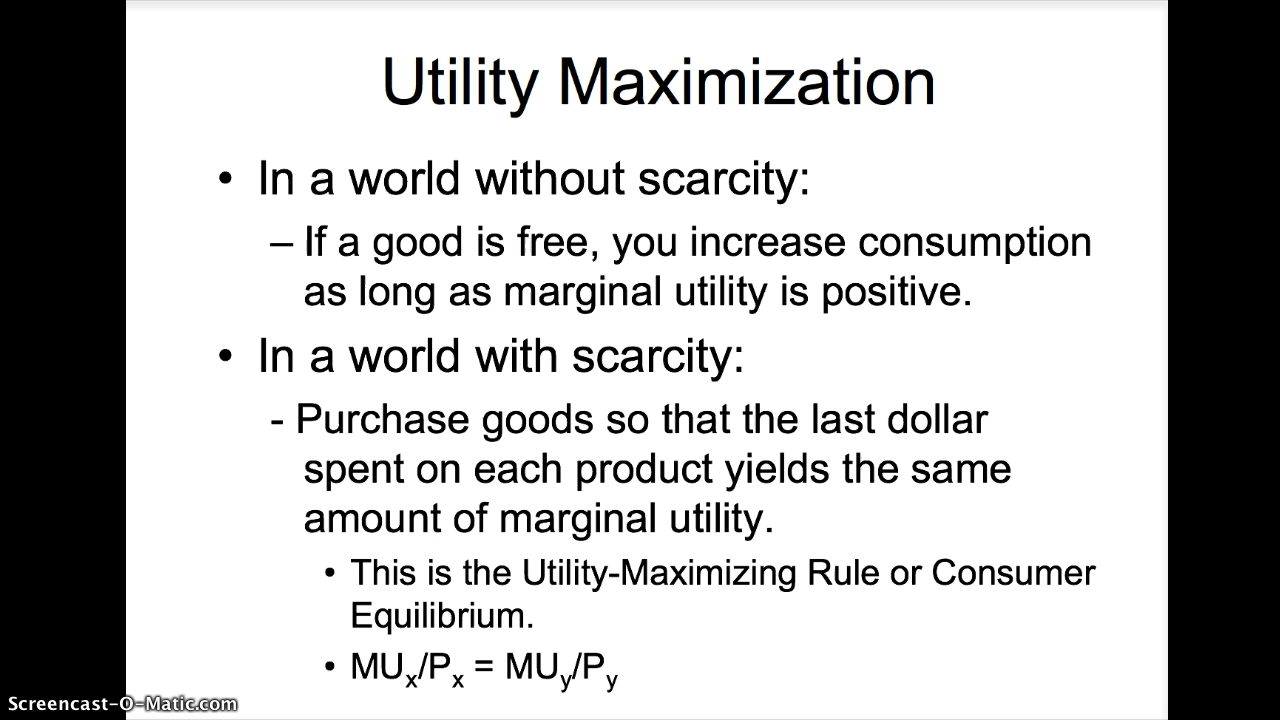 Utility Maximization
• In a world without scarcity:
– If a good is free, you increase consumption
as long as marginal utility is positive.
• In a world with scarcity:
- Purchase goods so that the last dollar
spent on each product yields the same
amount of marginal utility.
• This is the Utility-Maximizing Rule or Consumer
Equilibrium.
• MUx/Px = MUy/Py
Screencast-O-Matic.com